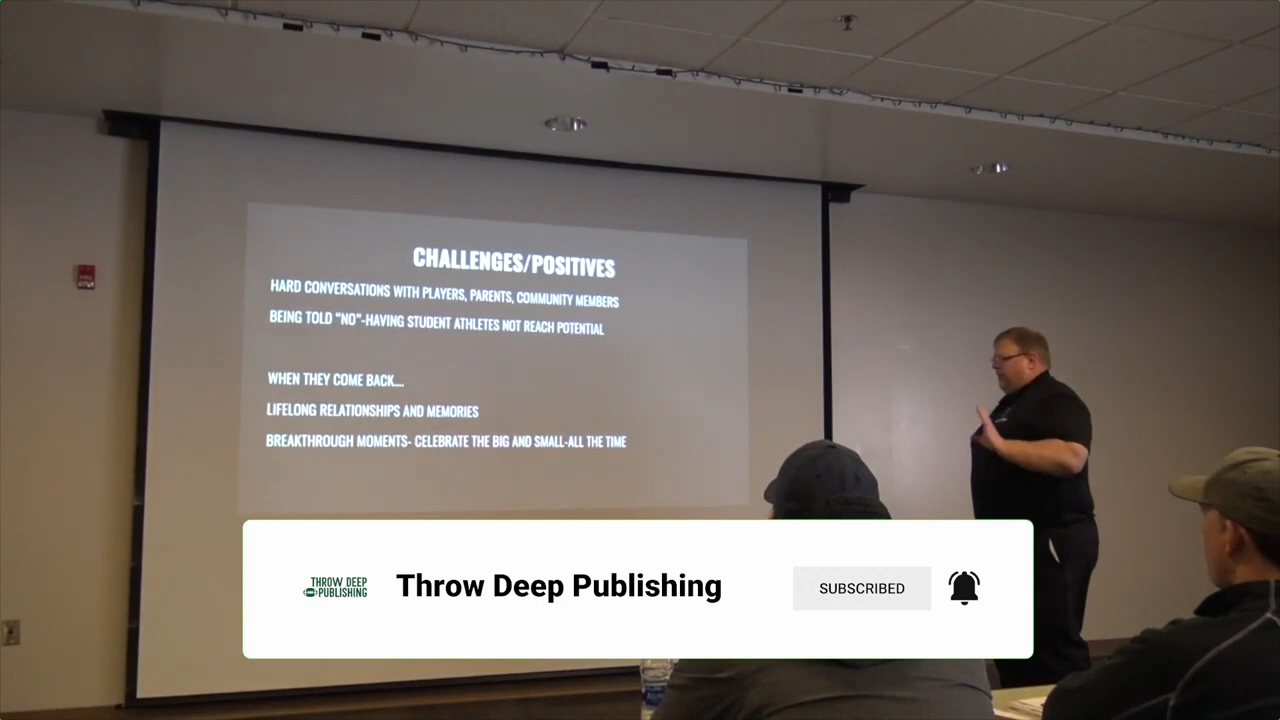 CHALLENGES/POSITIVES
HARD CONVERSATIONS WITH PLAYERS, PARENTS, COMMUNITY MEMBERS
BEING TOLD "NO"-HAVING STUDENT ATHLETES NOT REACH POTENTIAL
WHEN THEY COME BACK....
LIFELONG RELATIONSHIPS AND MEMORIES
BREAKTHROUGH MOMENTS- CELEBRATE THE BIG AND SMALL-ALL THE TIME
THROW DEEP
PUBLISHING
Throw Deep Publishing
SUBSCRIBED